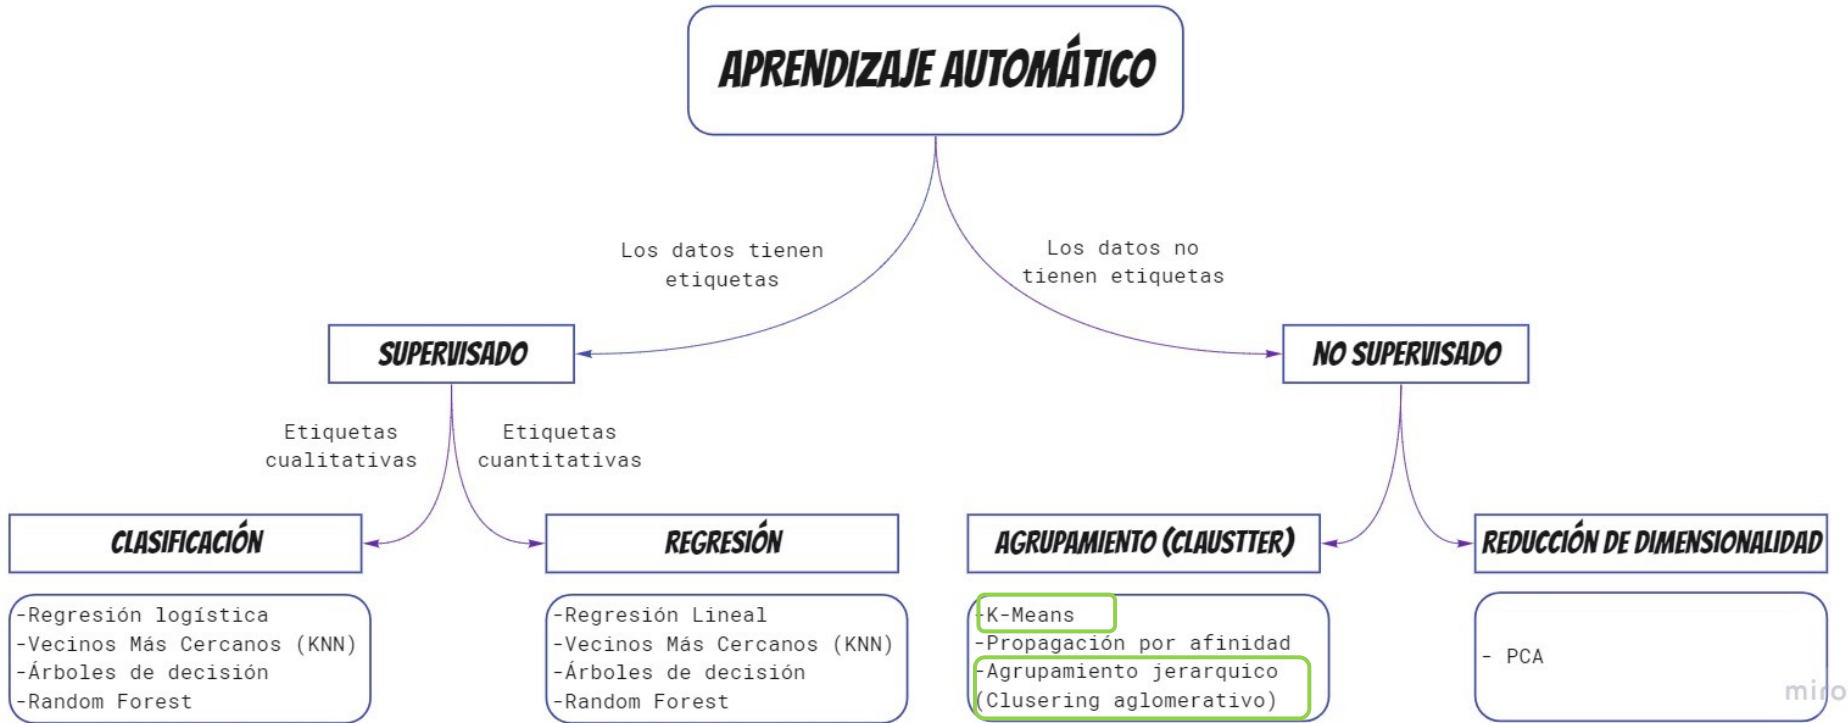 APRENDIZAJE AUTOMÁTICO
Los datos tienen
etiquetas
Los datos no
tienen etiquetas
SUPERVISADO
NO SUPERVISADO
Etiquetas
cualitativas
Etiquetas
cuantitativas
CLASIFICACIÓN
REGRESIÓN
AGRUPAMIENTO (CLAUSTTER)
REDUCCIÓN DE DIMENSIONALIDAD
-Regresión logística
-Vecinos Más Cercanos (KNN)
-Árboles de decisión
-Random Forest
-Regresión Lineal
-Vecinos Más Cercanos (KNN)
-Árboles de decisión
-Random Forest
-K-Means
-Propagación por afinidad
-Agrupamiento jerarquico
(Clusering aglomerativo)
- PCA
miro